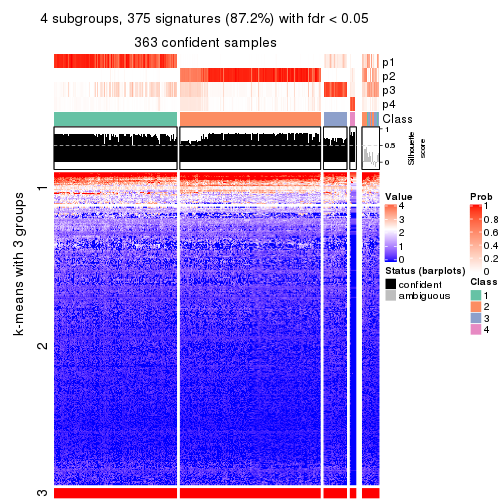 4 subgroups, 375 signatures (87.2%) with fdr < 0.05
363 confident samples
p1
p2
p3
p4
Class
1
0.5
0
Silhouette
score
k-means with 3 groups
1
2
3
Value
4
3
2
1
0
Status (barplots)
confident
ambiguous
Prob
1
0.8
0.6
0.4
0.2
0
Class
1
2
3
4